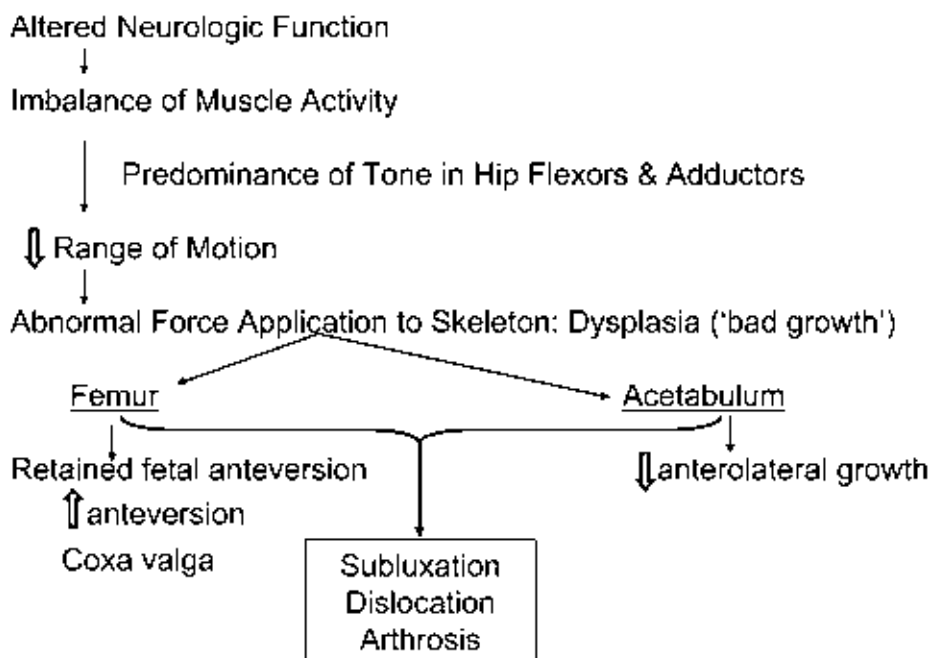 Altered Neurologic Function
Imbalance of Muscle Activity
Predominance of Tone in Hip Flexors & Adductors
⇓ Range of Motion
Abnormal Force Application to Skeleton: Dysplasia (‘bad growth’)
Femur
Acetabulum
Retained fetal anteversion
⇓ anterolateral growth
⇑ anteversion
Coxa valga
Subluxation
Dislocation
Arthrosis